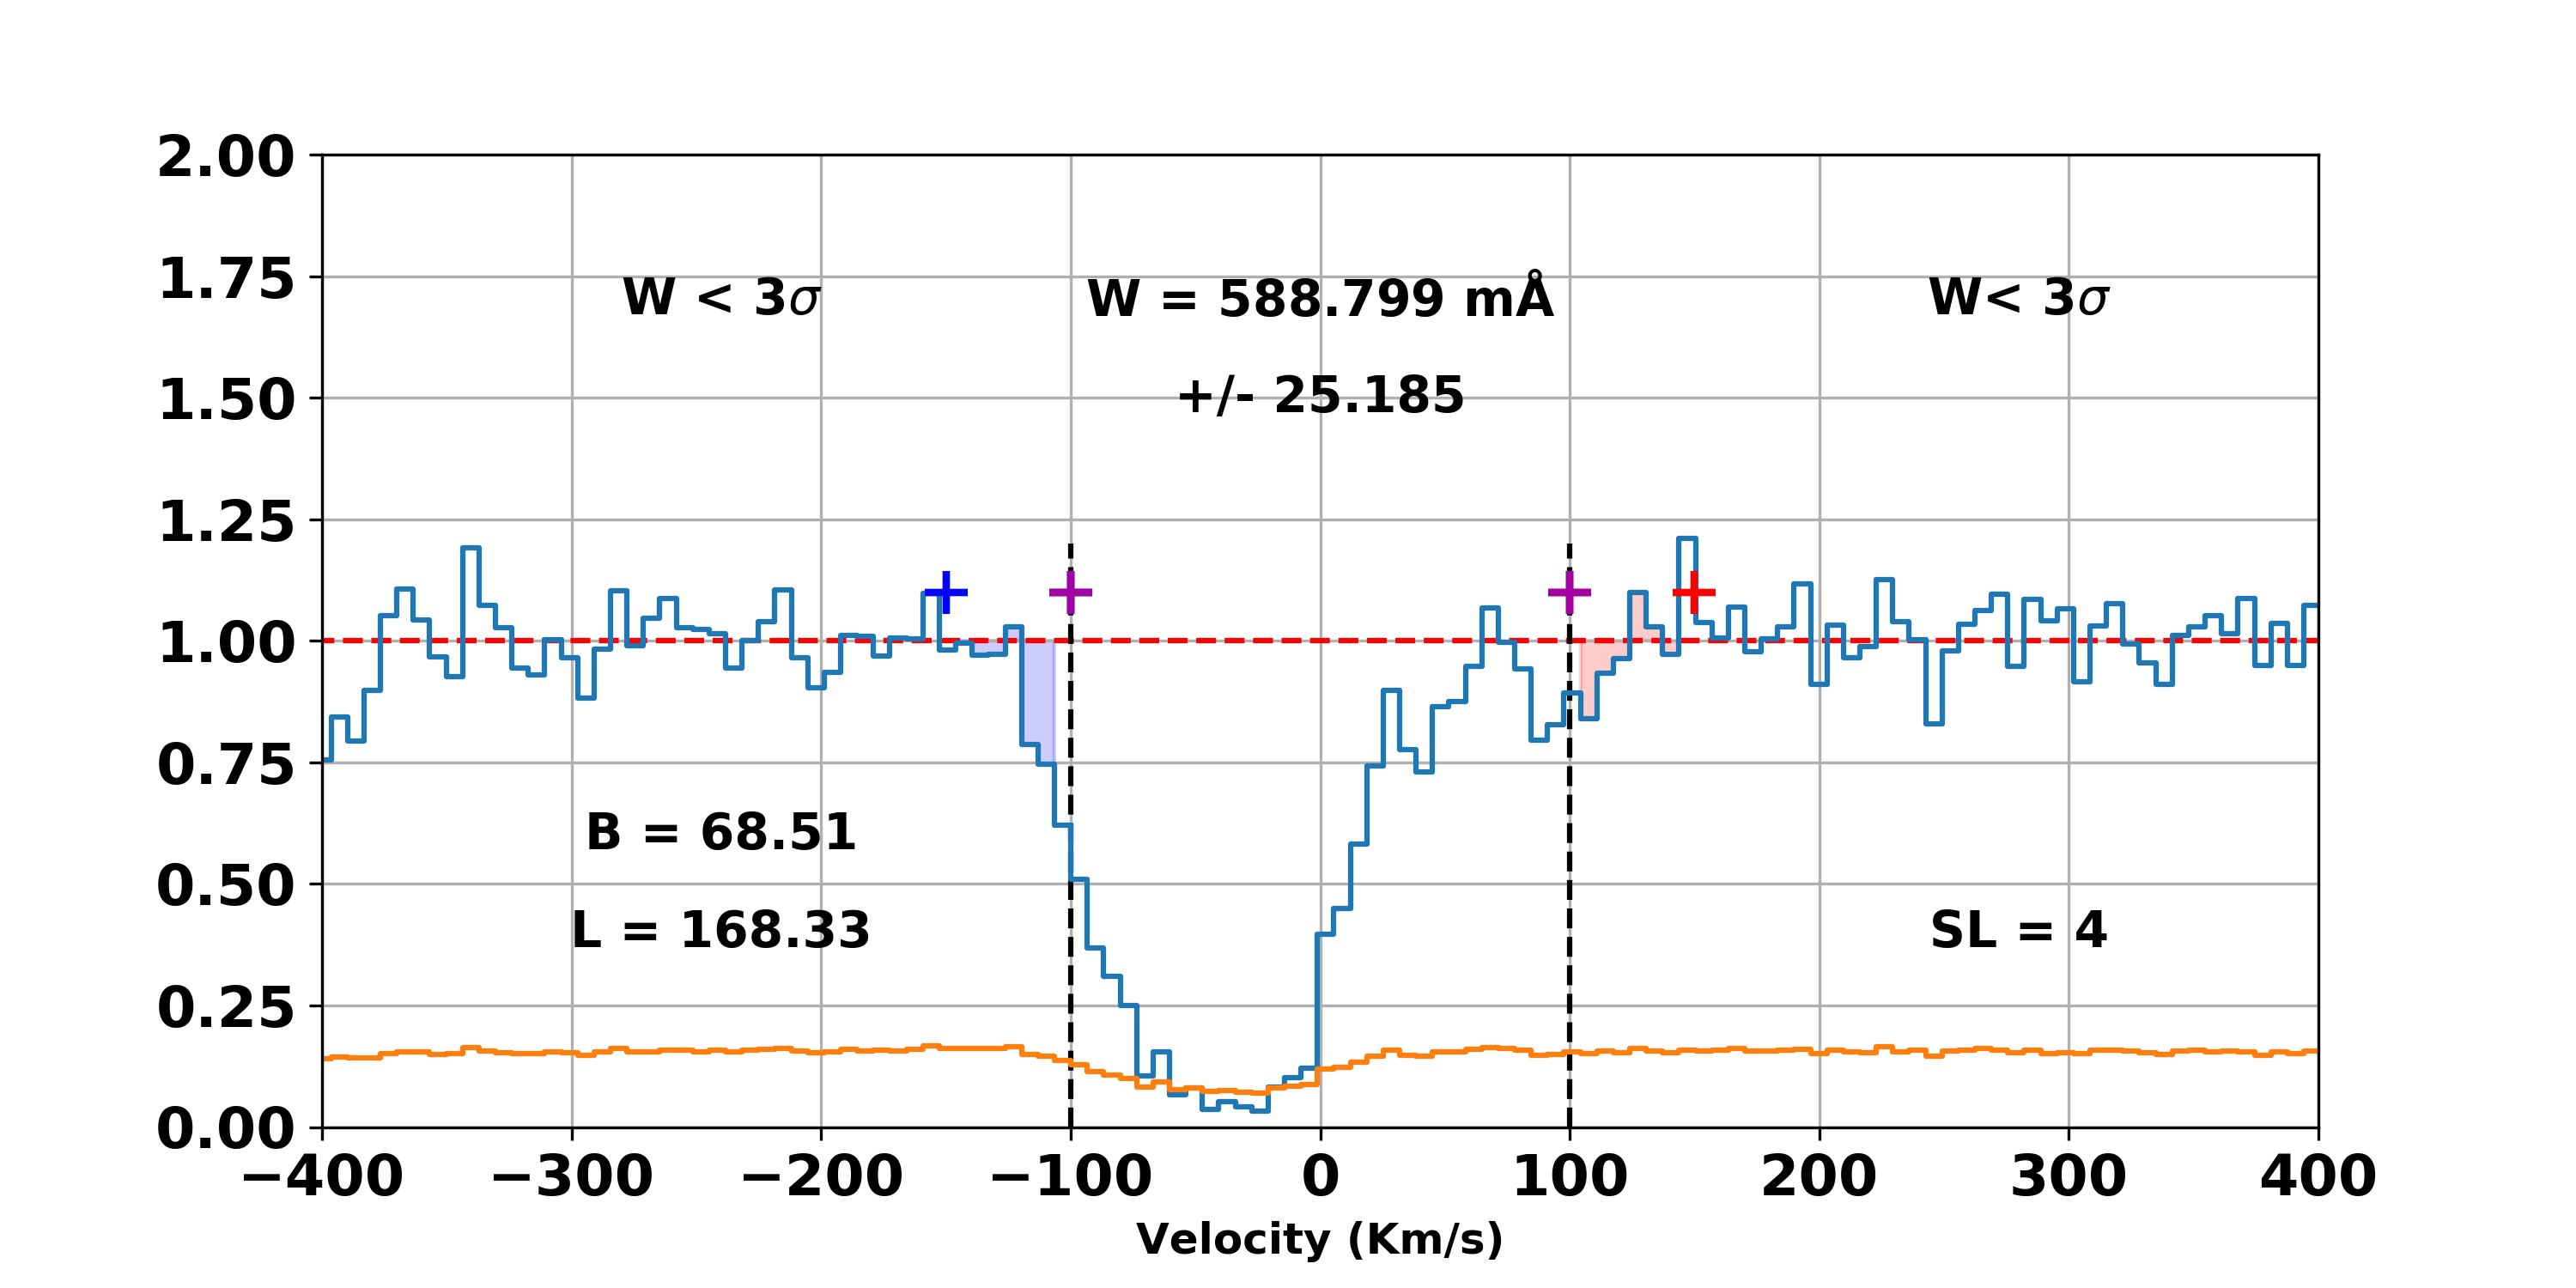 2.00
1.75
1.50
1.25
1.00
0.75
0.50
0.25
0.00
W < 3σ
W = 588.799 mÅ
W< 3σ
+/- 25.185
B = 68.51
L = 168.33
SL = 4
−400 −300 −200 −100 0 100 200 300 400
Velocity (Km/s)